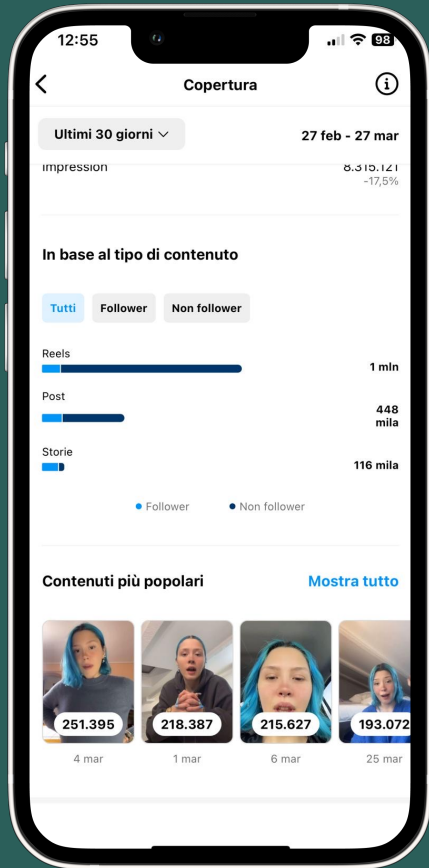 12:55
98
Copertura
Ultimi 30 giorni
27 feb - 27 mar
Impression
8.315.121
-17,5%
In base al tipo di contenuto
Tutti
Follower
Non follower
Reels
1 mln
Post
448
mila
Storie
116 mila
Follower
Non follower
Contenuti più popolari
Mostra tutto
251.395
218.387
215.627
193.072
4 mar
1 mar
6 mar
25 mar